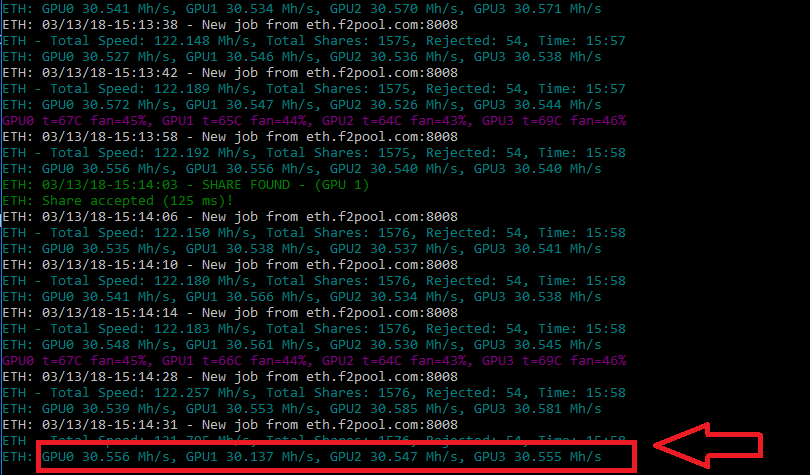 ETH: GPU0 30.541 Mh/s, GPU1 30.534 Mh/s, GPU2 30.570 Mh/s, GPU3 30.571 Mh/s
ETH: 03/13/18-15:13:38 - New job from eth.f2pool.com:8008
ETH - Total Speed: 122.148 Mh/s, Total Shares: 1575, Rejected: 54, Time: 15:57
ETH: GPU0 30.527 Mh/s, GPU1 30.546 Mh/s, GPU2 30.536 Mh/s, GPU3 30.538 Mh/s
ETH: 03/13/18-15:13:42 - New job from eth.f2pool.com:8008
ETH - Total Speed: 122.189 Mh/s, Total Shares: 1575, Rejected: 54, Time: 15:57
ETH: GPU0 30.572 Mh/s, GPU1 30.547 Mh/s, GPU2 30.526 Mh/s, GPU3 30.544 Mh/s
GPU0 t=67C fan=45%, GPU1 t=65C fan=44%, GPU2 t=64C fan=43%, GPU3 t=69C fan=46%
ETH: 03/13/18-15:13:58 - New job from eth.f2pool.com:8008
ETH - Total Speed: 122.192 Mh/s, Total Shares: 1575, Rejected: 54, Time: 15:58
ETH: GPU0 30.556 Mh/s, GPU1 30.556 Mh/s, GPU2 30.540 Mh/s, GPU3 30.540 Mh/s
ETH: 03/13/18-15:14:03 - SHARE FOUND - (GPU 1)
ETH: Share accepted (125 ms)!
ETH: 03/13/18-15:14:06 - New job from eth.f2pool.com:8008
ETH - Total Speed: 122.150 Mh/s, Total Shares: 1576, Rejected: 54, Time: 15:58
ETH: GPU0 30.535 Mh/s, GPU1 30.538 Mh/s, GPU2 30.537 Mh/s, GPU3 30.541 Mh/s
ETH: 03/13/18-15:14:10 - New job from eth.f2pool.com:8008
ETH - Total Speed: 122.180 Mh/s, Total Shares: 1576, Rejected: 54, Time: 15:58
ETH: GPU0 30.541 Mh/s, GPU1 30.566 Mh/s, GPU2 30.534 Mh/s, GPU3 30.538 Mh/s
ETH: 03/13/18-15:14:14 - New job from eth.f2pool.com:8008
ETH - Total Speed: 122.183 Mh/s, Total Shares: 1576, Rejected: 54, Time: 15:58
ETH: GPU0 30.548 Mh/s, GPU1 30.561 Mh/s, GPU2 30.530 Mh/s, GPU3 30.545 Mh/s
GPU0 t=67C fan=45%, GPU1 t=66C fan=44%, GPU2 t=64C fan=43%, GPU3 t=69C fan=46%
ETH: 03/13/18-15:14:28 - New job from eth.f2pool.com:8008
ETH - Total Speed: 122.257 Mh/s, Total Shares: 1576, Rejected: 54, Time: 15:58
ETH: GPU0 30.539 Mh/s, GPU1 30.553 Mh/s, GPU2 30.585 Mh/s, GPU3 30.581 Mh/s
ETH: 03/13/18-15:14:31 - New job from eth.f2pool.com:8008
ETH - Total Speed: 121.795 Mh/s, Total Shares: 1576, Rejected: 54, Time: 15:58
ETH: GPU0 30.556 Mh/s, GPU1 30.137 Mh/s, GPU2 30.547 Mh/s, GPU3 30.555 Mh/s